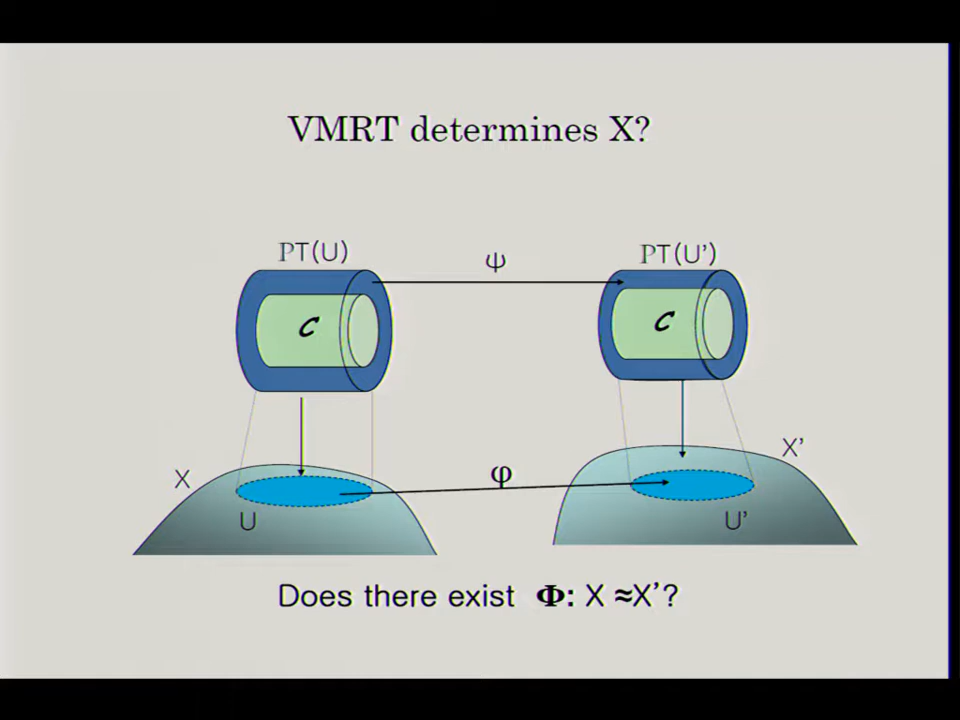 VMRT determines X?
ℙT(U)
ψ
ℙT(U')
𝒞
𝒞
X
φ
X'
U
U'
Does there exist Φ: X ≈X'?